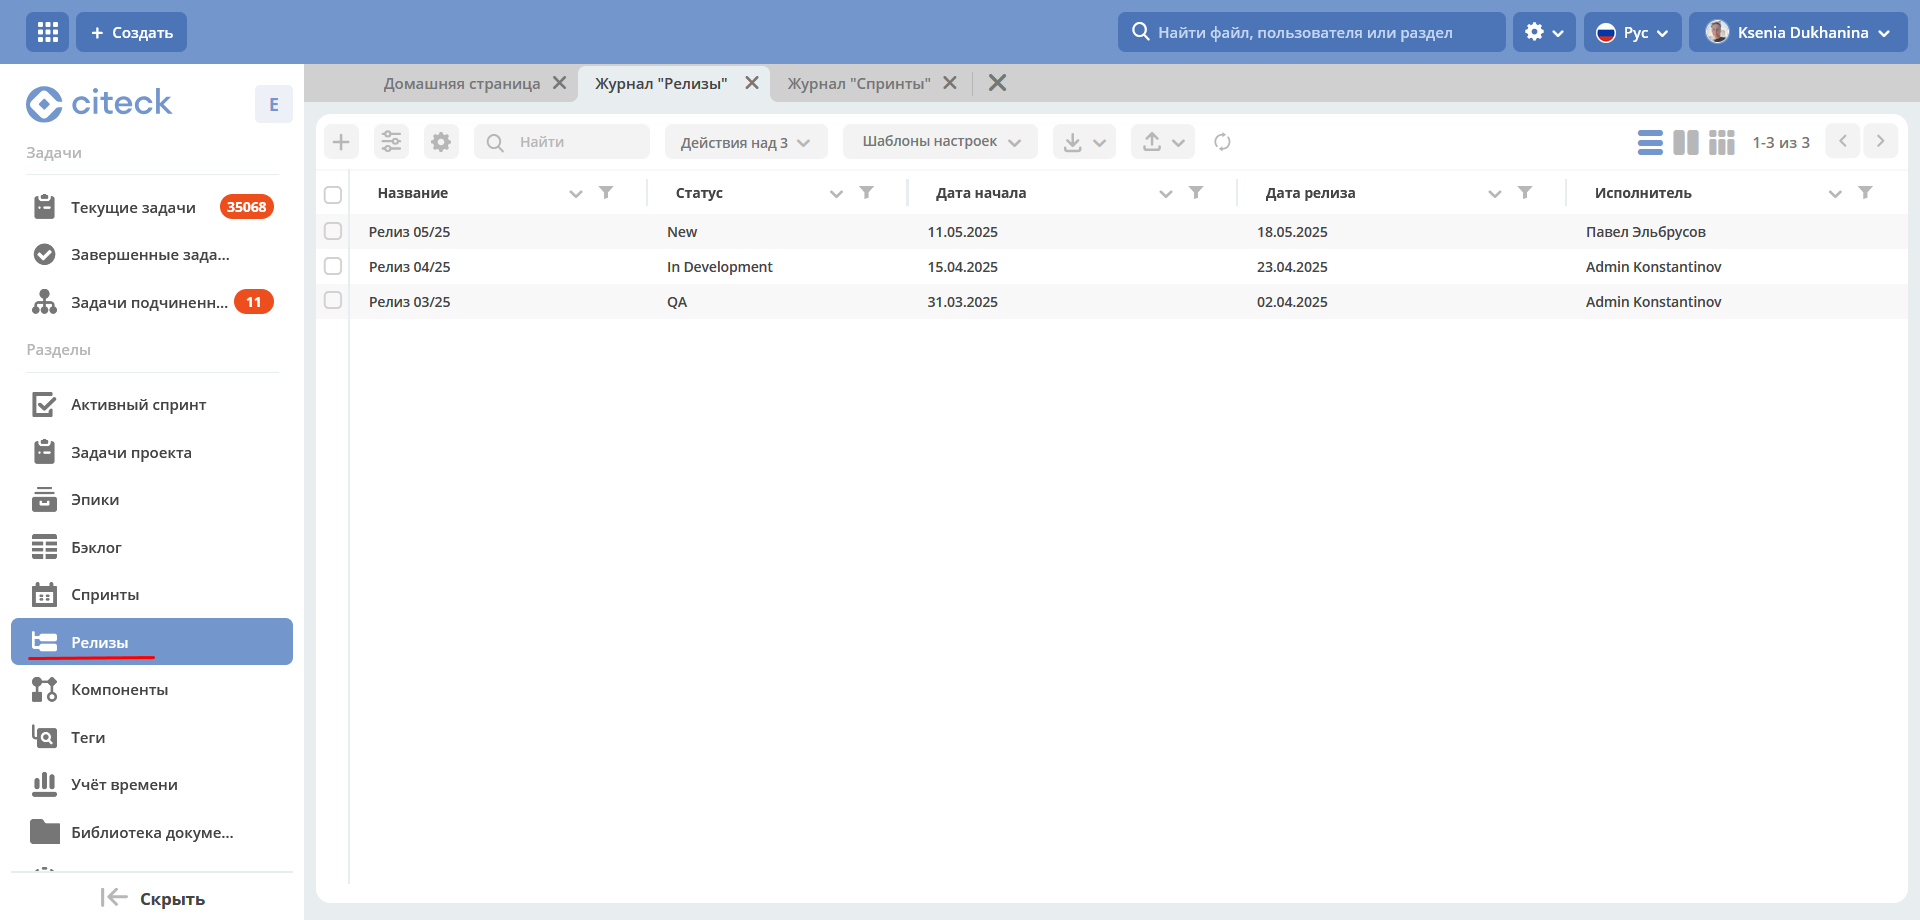 + Создать
Найти файл, пользователя или раздел
Рус
Ksenia Dukhanina
citeck
E
Задачи
Текущие задачи 35068
Завершенные зада...
Задачи подчиненн... 11
Разделы
Активный спринт
Задачи проекта
Эпики
Бэклог
Спринты
Релизы
Компоненты
Теги
Учёт времени
Библиотека докуме...
Скрыть
Домашняя страница
Журнал "Релизы"
Журнал "Спринты"
Найти
Действия над 3
Шаблоны настроек
1-3 из 3
Название Статус Дата начала Дата релиза Исполнитель
Релиз 05/25 New 11.05.2025 18.05.2025 Павел Эльбрусов
Релиз 04/25 In Development 15.04.2025 23.04.2025 Admin Konstantinov
Релиз 03/25 QA 31.03.2025 02.04.2025 Admin Konstantinov